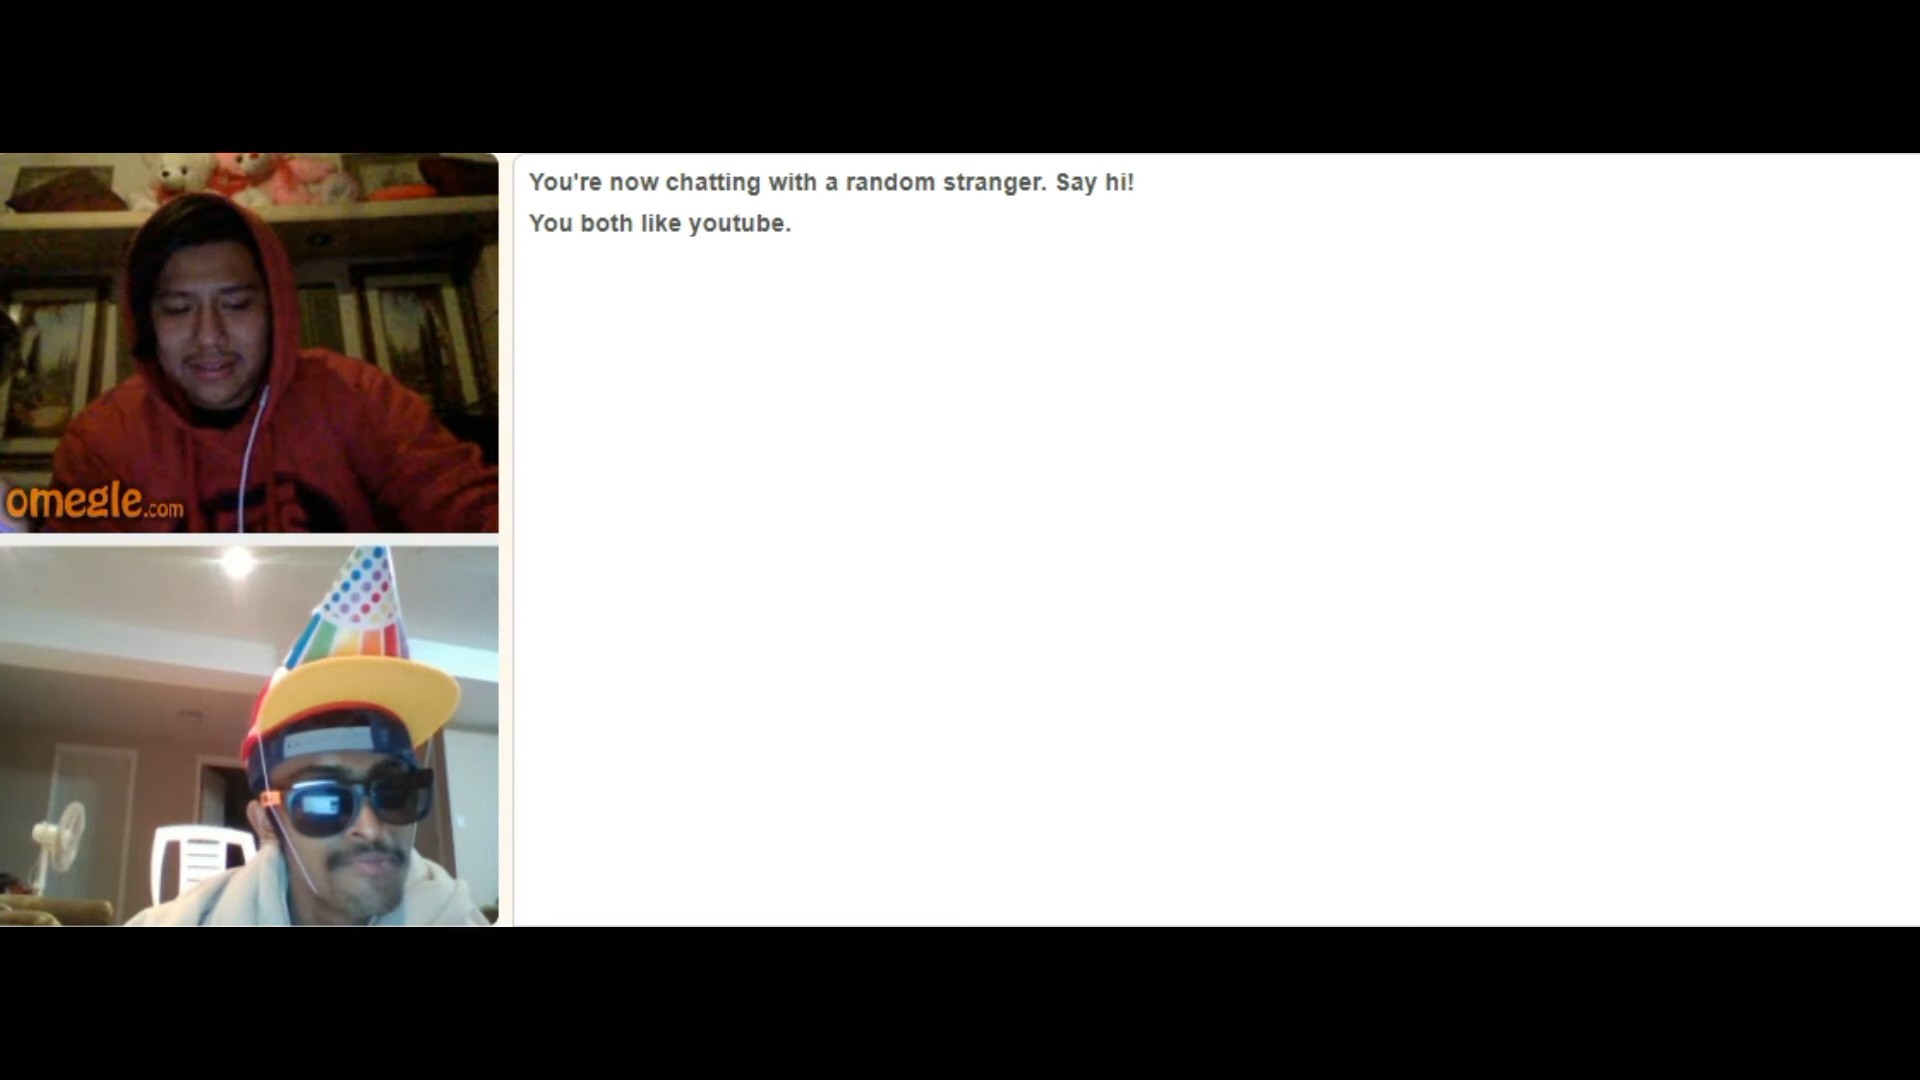 You're now chatting with a random stranger. Say hi!
You both like youtube.
omegle.com